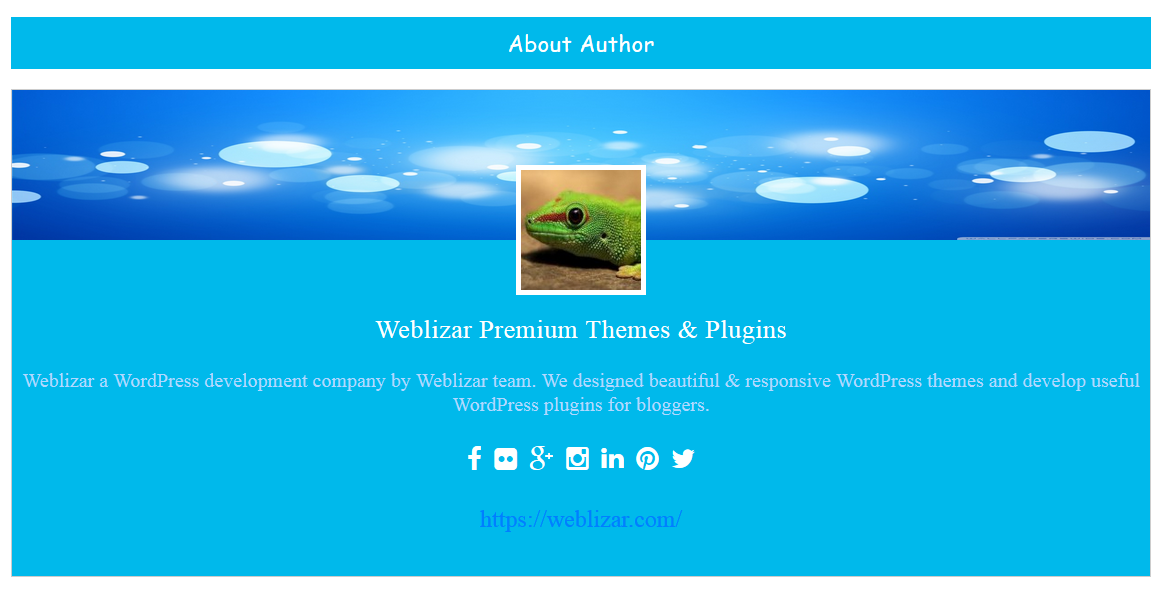 About Author
Weblizar Premium Themes & Plugins
Weblizar a WordPress development company by Weblizar team. We designed beautiful & responsive WordPress themes and develop useful
WordPress plugins for bloggers.
https://weblizar.com/